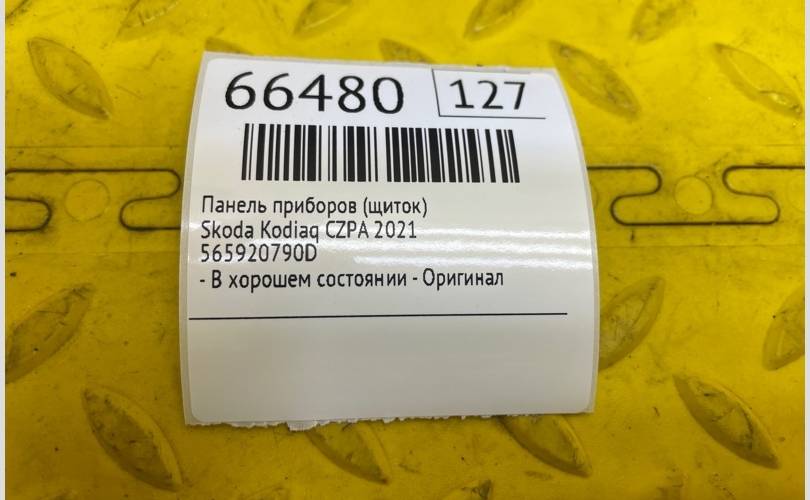 66480 127
Панель приборов (щиток)
Skoda Kodiaq CZPA 2021
565920790D
- В хорошем состоянии - Оригинал